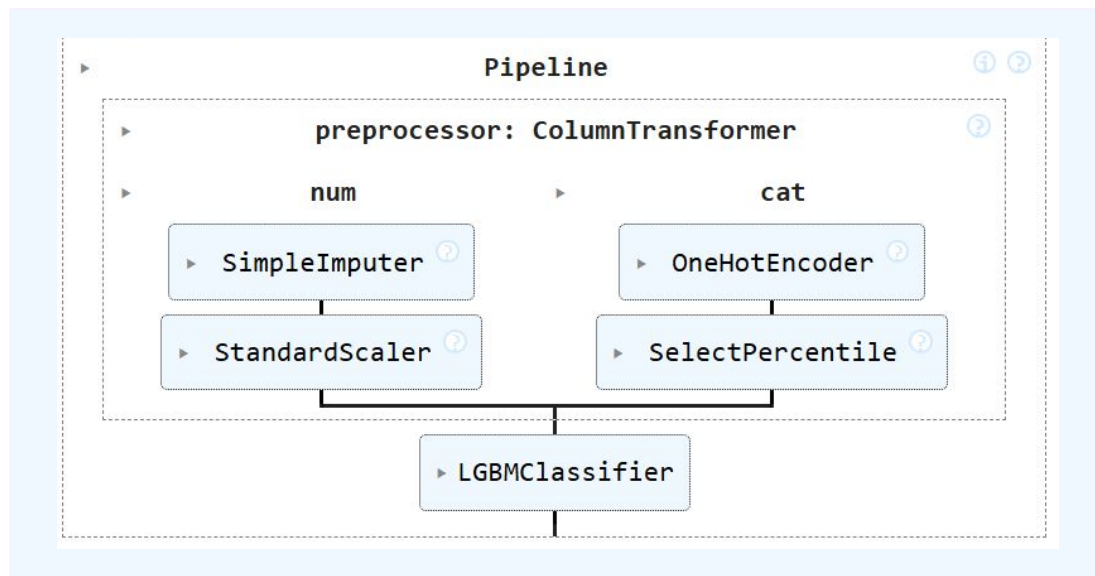 Pipeline
preprocessor: ColumnTransformer
num cat
SimpleImputer OneHotEncoder
StandardScaler SelectPercentile
LGBMClassifier